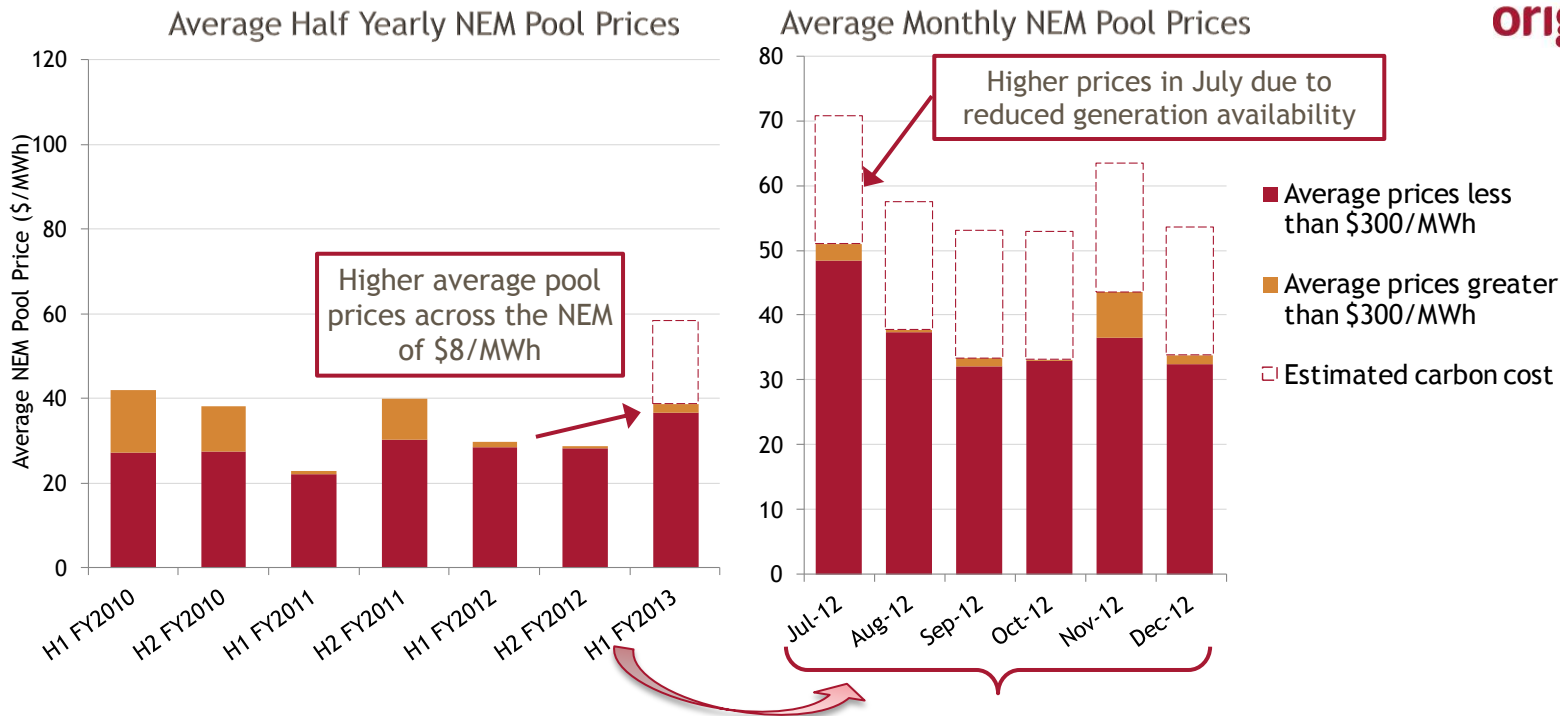 Average Half Yearly NEM Pool Prices
Average NEM Pool Price ($/MWh)
120
100
80
60
40
20
0
Higher average pool
prices across the NEM
of $8/MWh
H1 FY2010
H2 FY2010
H1 FY2011
H2 FY2011
H1 FY2012
H2 FY2012
H1 FY2013
Average Monthly NEM Pool Prices
80
70
60
50
40
30
20
10
0
Higher prices in July due to
reduced generation availability
Jul-12
Aug-12
Sep-12
Oct-12
Nov-12
Dec-12
Average prices less
than $300/MWh
Average prices greater
than $300/MWh
Estimated carbon cost